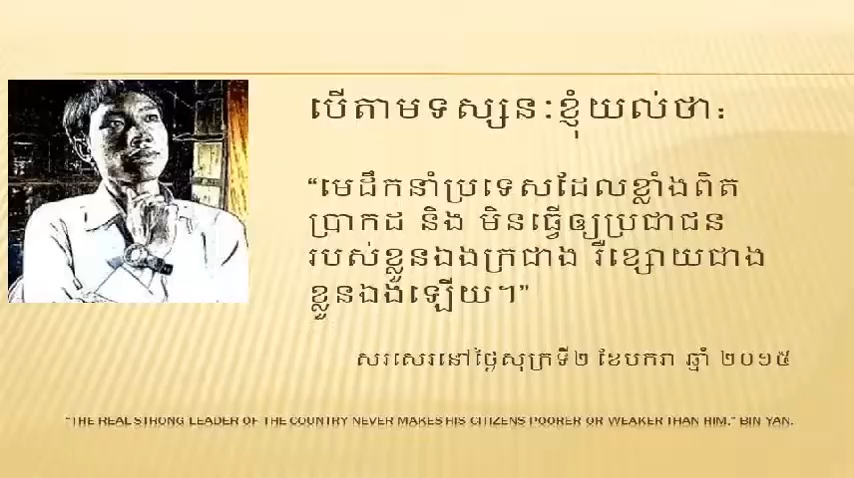 បើតាមទស្សនៈខ្ញុំយល់ថា៖
“មេដឹកនាំប្រទេសដែលខ្លាំងពិត
ប្រាកដ និង មិនធ្វើឲ្យប្រជាជន
របស់ខ្លួនឯងក្រជាង រឺខ្សោយជាង
ខ្លួនឯងឡើយ។”
សរសេរនៅថ្ងៃសុក្រទី២ ខែមករា ឆ្នាំ ២០១៥
“THE REAL STRONG LEADER OF THE COUNTRY NEVER MAKES HIS CITIZENS POORER OR WEAKER THAN HIM.” BIN YAN.